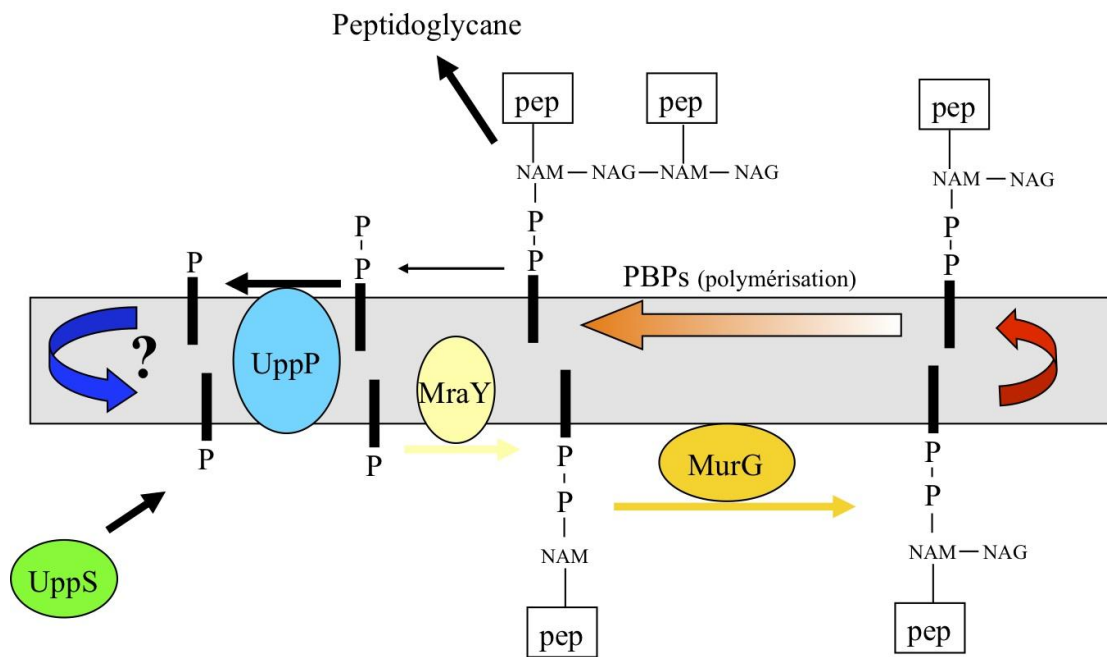 Peptidoglycane
pep
pep
pep
NAM — NAG — NAM — NAG
NAM — NAG
P
P
P
P
P
P
P
PBPs (polymérisation)
?
UppP
MraY
P
P
P
P
MurG
P
P
UppS
NAM
NAM — NAG
pep
pep